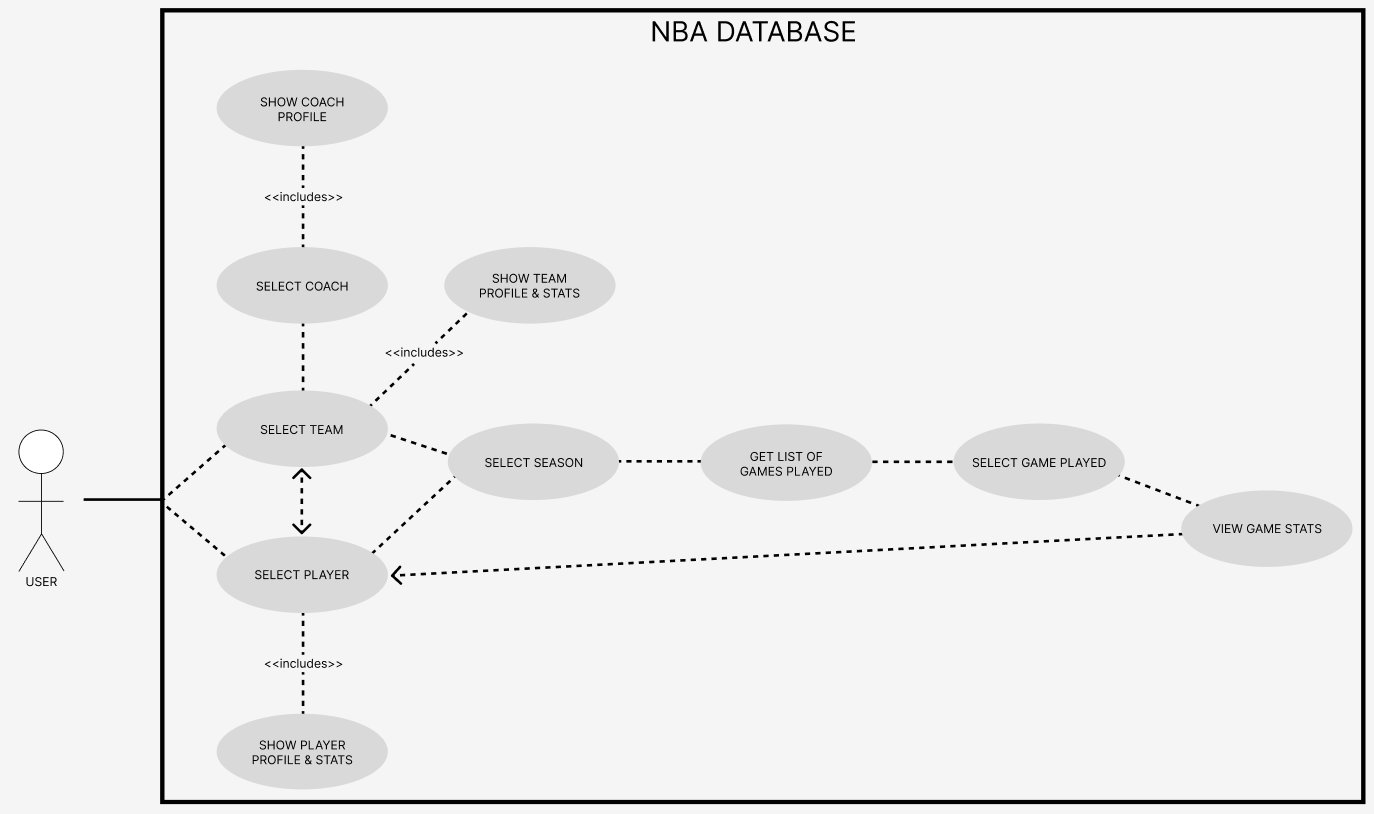 NBA DATABASE
SHOW COACH
PROFILE
<<includes>>
SELECT COACH
SHOW TEAM
PROFILE & STATS
<<includes>>
SELECT TEAM
SELECT SEASON
GET LIST OF
GAMES PLAYED
SELECT GAME PLAYED
VIEW GAME STATS
SELECT PLAYER
USER
<<includes>>
SHOW PLAYER
PROFILE & STATS